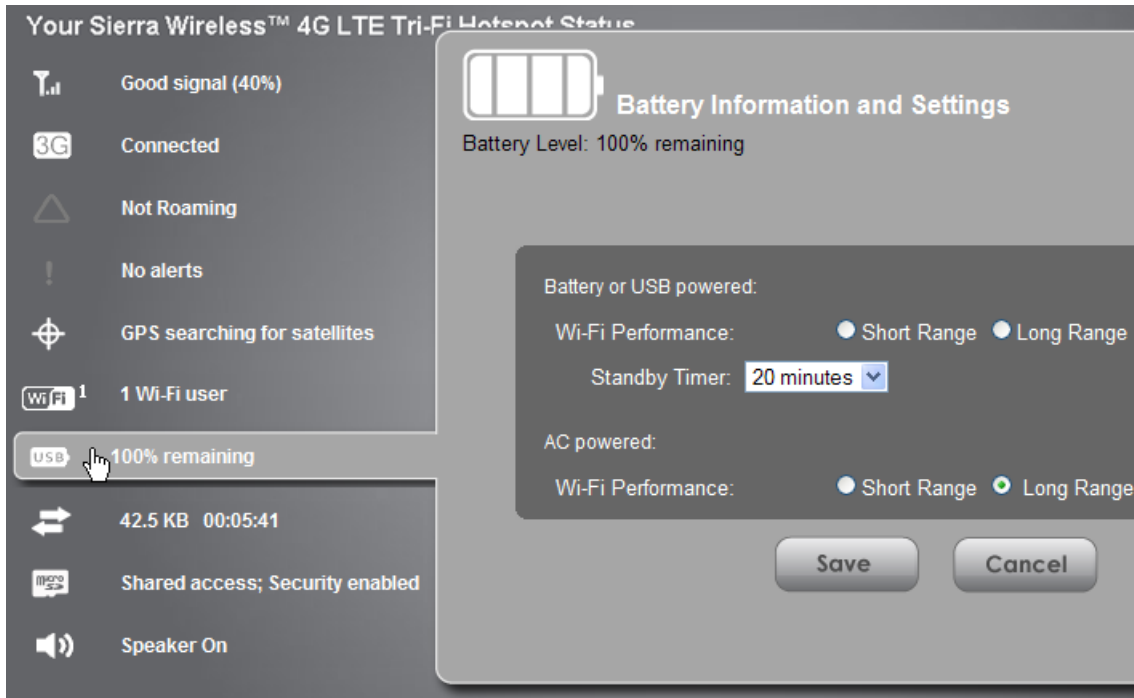 Your Sierra Wireless™ 4G LTE Tri-Fi Hotspot Status
Good signal (40%)
3G Connected
Not Roaming
No alerts
GPS searching for satellites
WiFi 1 1 Wi-Fi user
USB 100% remaining
42.5 KB 00:05:41
micro Shared access; Security enabled
Speaker On
Battery Information and Settings
Battery Level: 100% remaining
Battery or USB powered:
Wi-Fi Performance: Short Range Long Range
Standby Timer: 20 minutes
AC powered:
Wi-Fi Performance: Short Range Long Range
Save Cancel